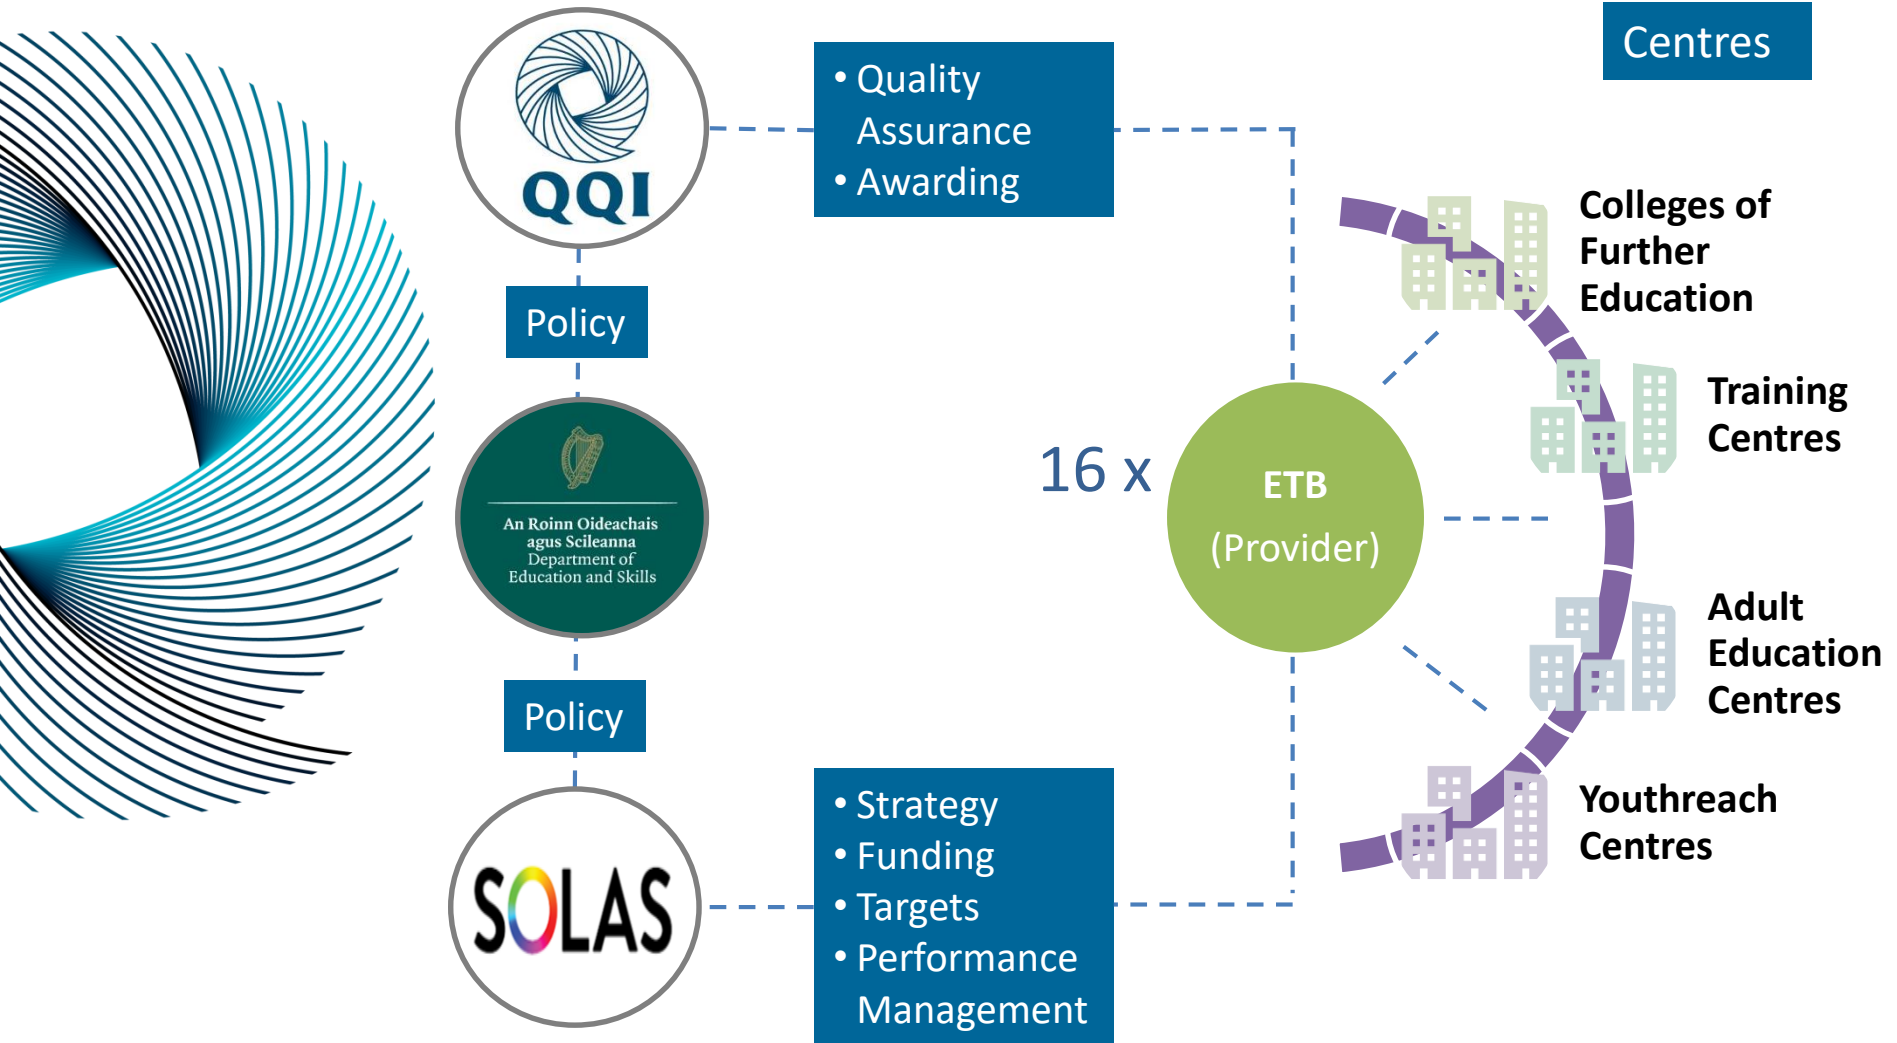 QQI
• Quality
Assurance
• Awarding
Policy
An Roinn Oideachais
agus Scileanna
Department of
Education and Skills
Policy
SOLAS
• Strategy
• Funding
• Targets
• Performance
Management
16 x
ETB
(Provider)
Centres
Colleges of
Further
Education
Training
Centres
Adult
Education
Centres
Youthreach
Centres